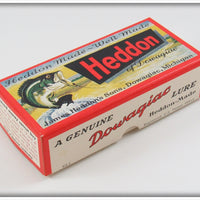 Heddon Made~Well Made
Heddon
of Dowagiac
James Heddon's Sons, Dowagiac, Michigan
A GENUINE
Dowagiac
LURE
Heddon-Made